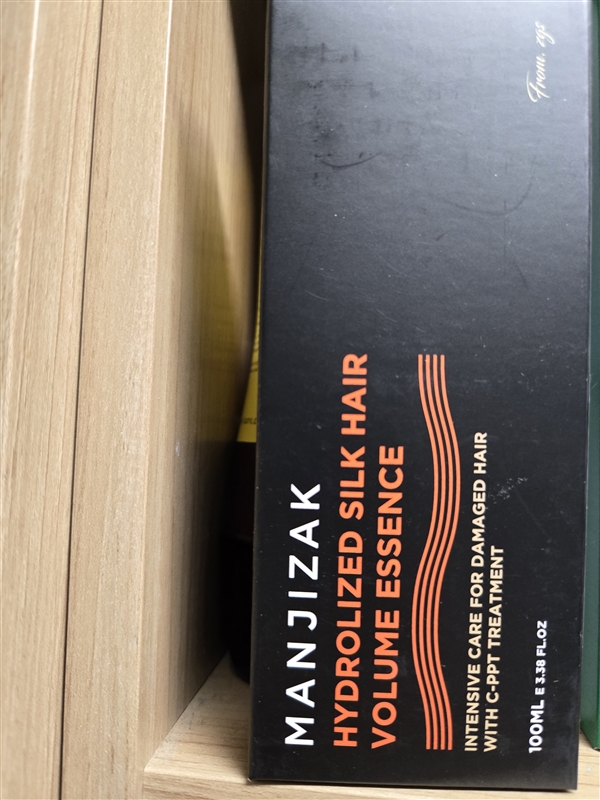 MANJIZAK
HYDROLIZED SILK HAIR
VOLUME ESSENCE
INTENSIVE CARE FOR DAMAGED HAIR
WITH C-PPT TREATMENT
100ML E 3.38 FL.OZ
From. zys